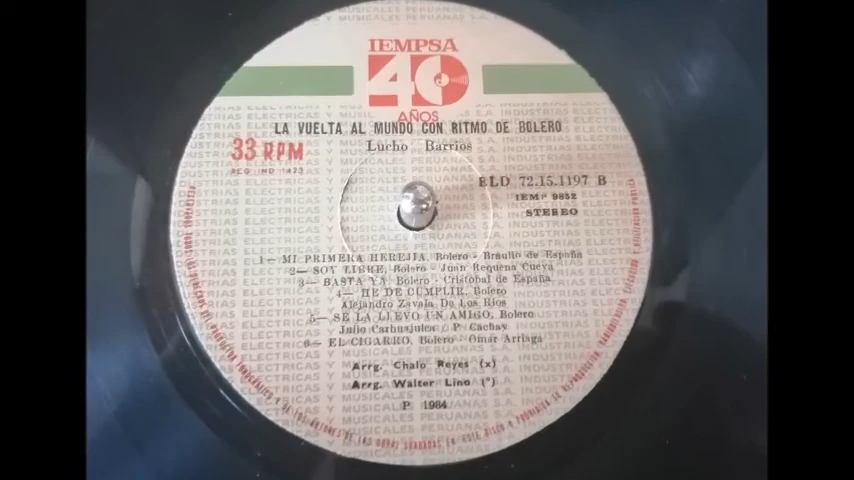 IEMPSA
40
AÑOS
LA VUELTA AL MUNDO CON RITMO DE BOLERO
Lucho Barrios
33 RPM
REG IND 1423
ELD 72.15.1197 B
IEMP 9852
STEREO
1— MI PRIMERA HEREJIA, Bolero - Braulio de España
2— SOY LIBRE, Bolero - Juan Requena Cueva
3— BASTA YA Bolero - Cristobal de España
4— HE DE CUMPLIR, Bolero
Alejandro Zavala De Los Rios
5— SE LA LLEVO UN AMIGO, Bolero
Julio Carhuajulca / P. Cachay
6— EL CIGARRO, Bolero - Omar Arriaga
Arrg. Chalo Reyes (x)
Arrg. Walter Lino (°)
P 1984